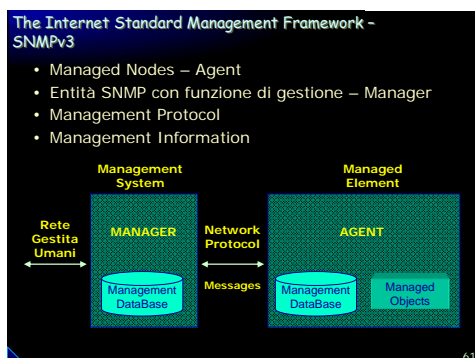 The Internet Standard Management Framework –
SNMPv3
• Managed Nodes – Agent
• Entità SNMP con funzione di gestione – Manager
• Management Protocol
• Management Information
Management
System
Managed
Element
Rete
Gestita
Umani
MANAGER
Network
Protocol
AGENT
Messages
Management
DataBase
Management
DataBase
Managed
Objects
61